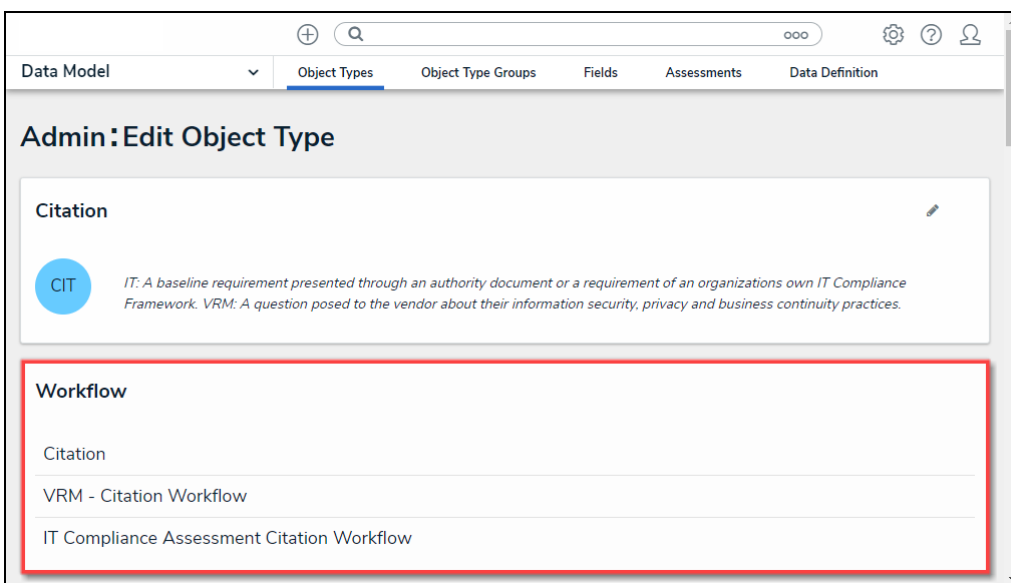 ooo
Data Model
Object Types Object Type Groups Fields Assessments Data Definition
Admin:Edit Object Type
Citation
CIT
IT: A baseline requirement presented through an authority document or a requirement of an organizations own IT Compliance
Framework. VRM: A question posed to the vendor about their information security, privacy and business continuity practices.
Workflow
Citation
VRM - Citation Workflow
IT Compliance Assessment Citation Workflow